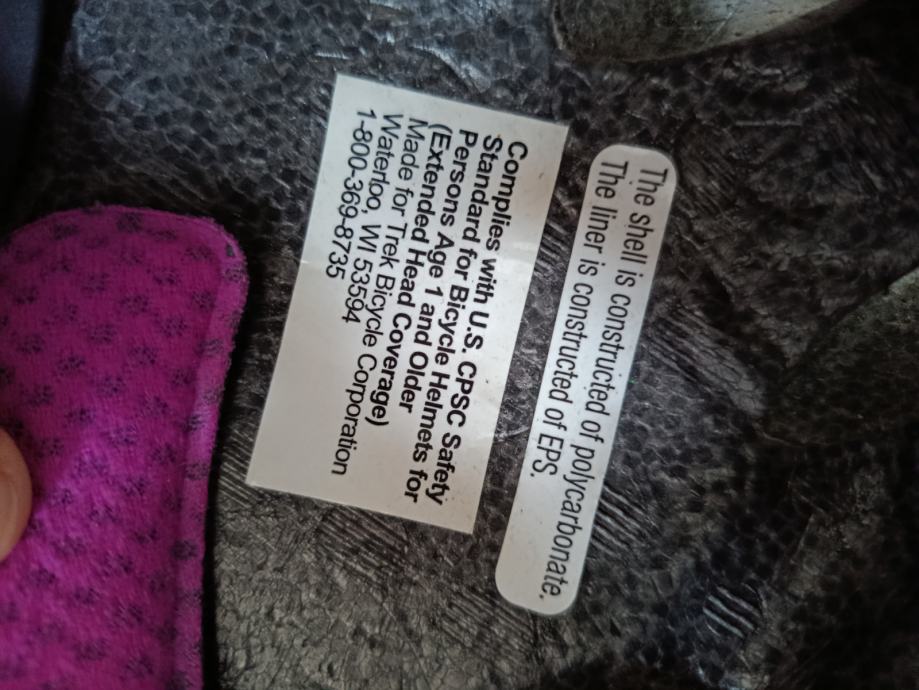 The shell is constructed of polycarbonate.
The liner is constructed of EPS.
Complies with U.S. CPSC Safety
Standard for Bicycle Helmets for
Persons Age 1 and Older
(Extended Head Coverage)
Made for Trek Bicycle Corporation
Waterloo, WI 53594
1-800-369-8735